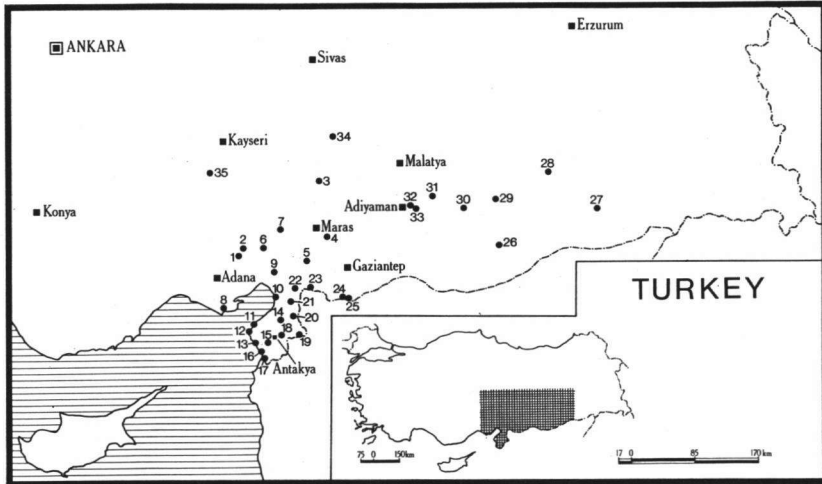 Erzurum
ANKARA
Sivas
34
Kayseri
Malatya
28
35
3
31
29
27
32
30
Adiyaman
33
Konya
7
Maras
2
6
4
26
1
5
9
Gaziantep
Adana
22
23
10
24
8
21
25
TURKEY
14
20
11
12
15
18
19
13
16
Antakya
17
75 0 150km
17 0 85 170km